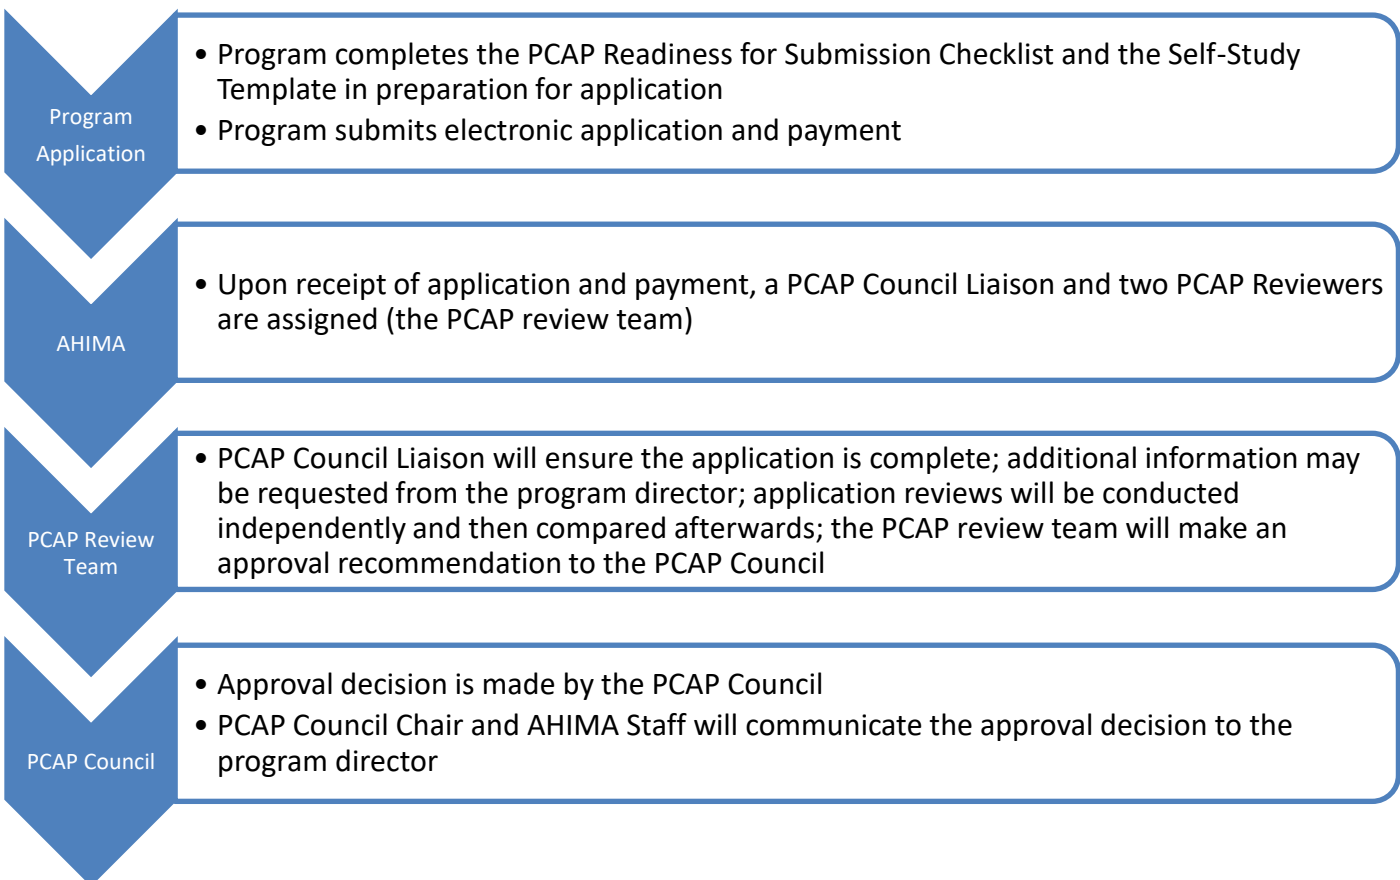 Program
Application
• Program completes the PCAP Readiness for Submission Checklist and the Self-Study
Template in preparation for application
• Program submits electronic application and payment
AHIMA
• Upon receipt of application and payment, a PCAP Council Liaison and two PCAP Reviewers
are assigned (the PCAP review team)
PCAP Review
Team
• PCAP Council Liaison will ensure the application is complete; additional information may
be requested from the program director; application reviews will be conducted
independently and then compared afterwards; the PCAP review team will make an
approval recommendation to the PCAP Council
PCAP Council
• Approval decision is made by the PCAP Council
• PCAP Council Chair and AHIMA Staff will communicate the approval decision to the
program director